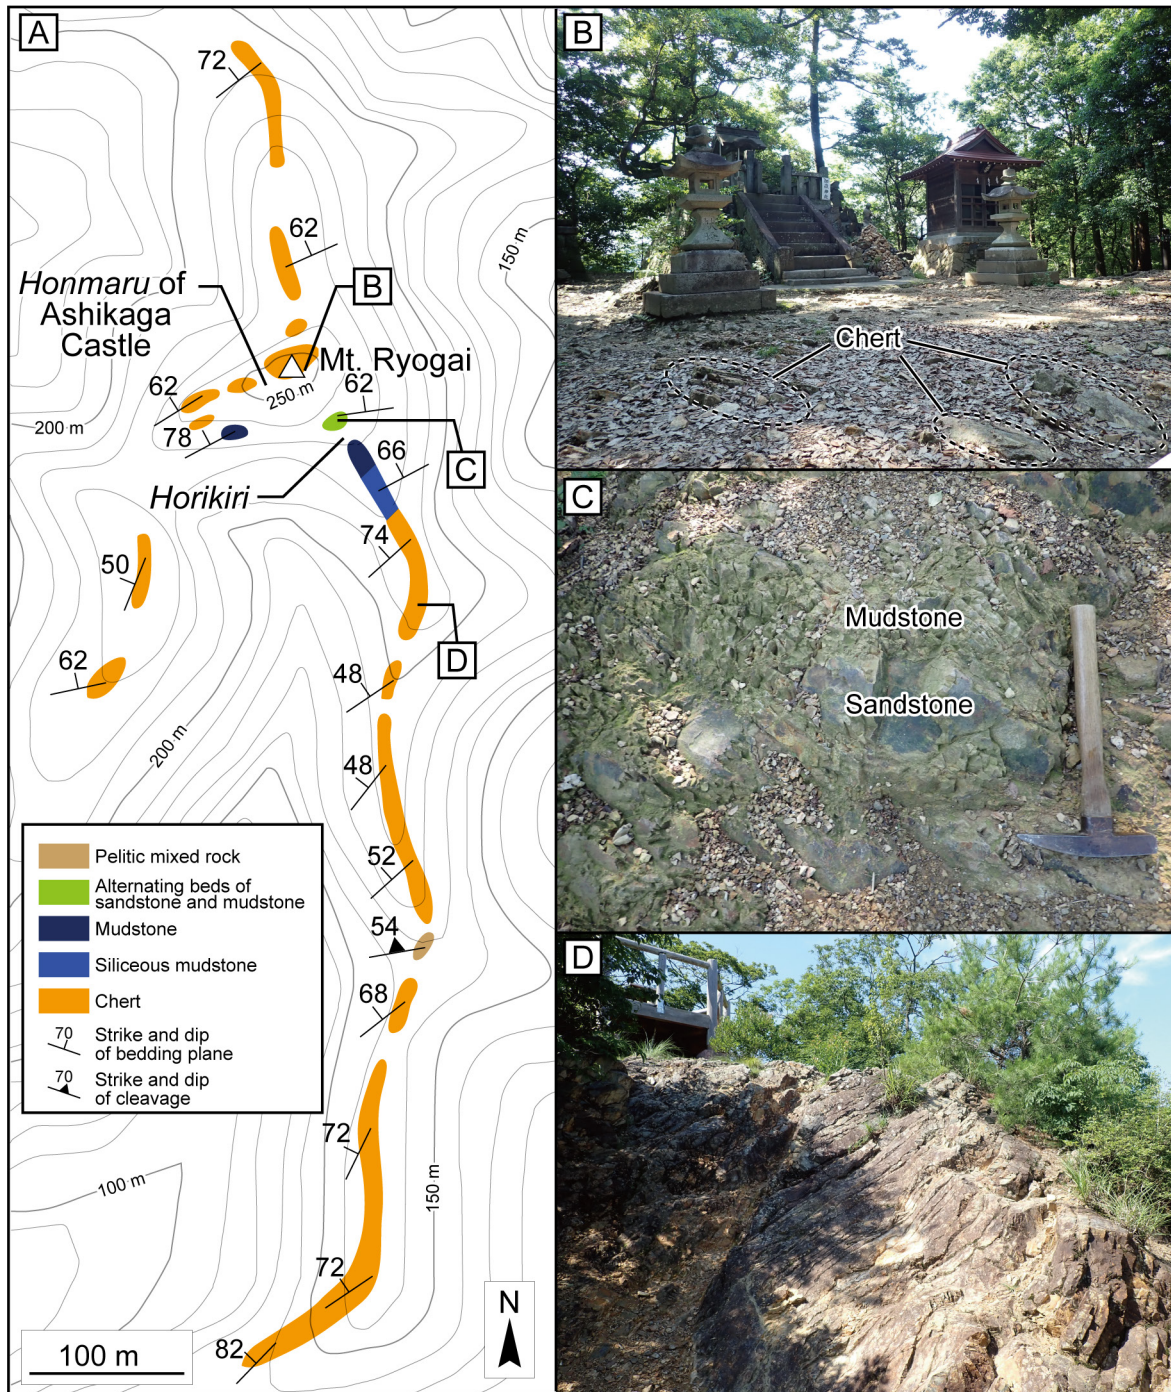 A
72
62
150 m
Honmaru of
Ashikaga
Castle
B
Mt. Ryogai
62
250 m
62
200 m
78
C
66
Horikiri
74
50
D
62
48
200 m
48
52
54
68
72
100 m
150 m
72
82
Pelitic mixed rock
Alternating beds of
sandstone and mudstone
Mudstone
Siliceous mudstone
Chert
70
Strike and dip
of bedding plane
70
Strike and dip
of cleavage
100 m
N
B
Chert
C
Mudstone
Sandstone
D